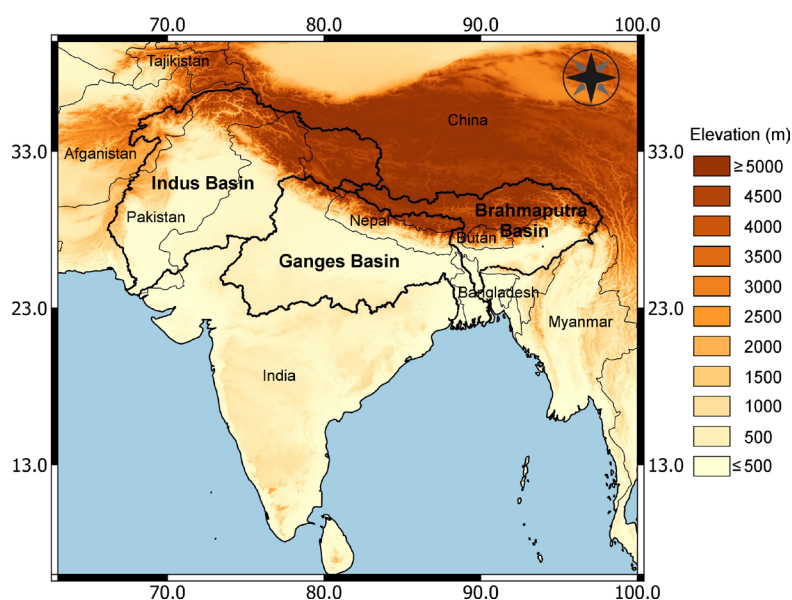 70.0 80.0 90.0 100.0
Tajikistan
China
Elevation (m)
33.0 Afganistan 33.0
≥ 5000
Indus Basin
4500
Pakistan
Nepal
Brahmaputra
Basin
4000
Butan
3500
Ganges Basin
3000
Bangladesh
23.0 23.0
2500
Myanmar
2000
India
1500
1000
500
13.0 13.0
≤ 500
70.0 80.0 90.0 100.0